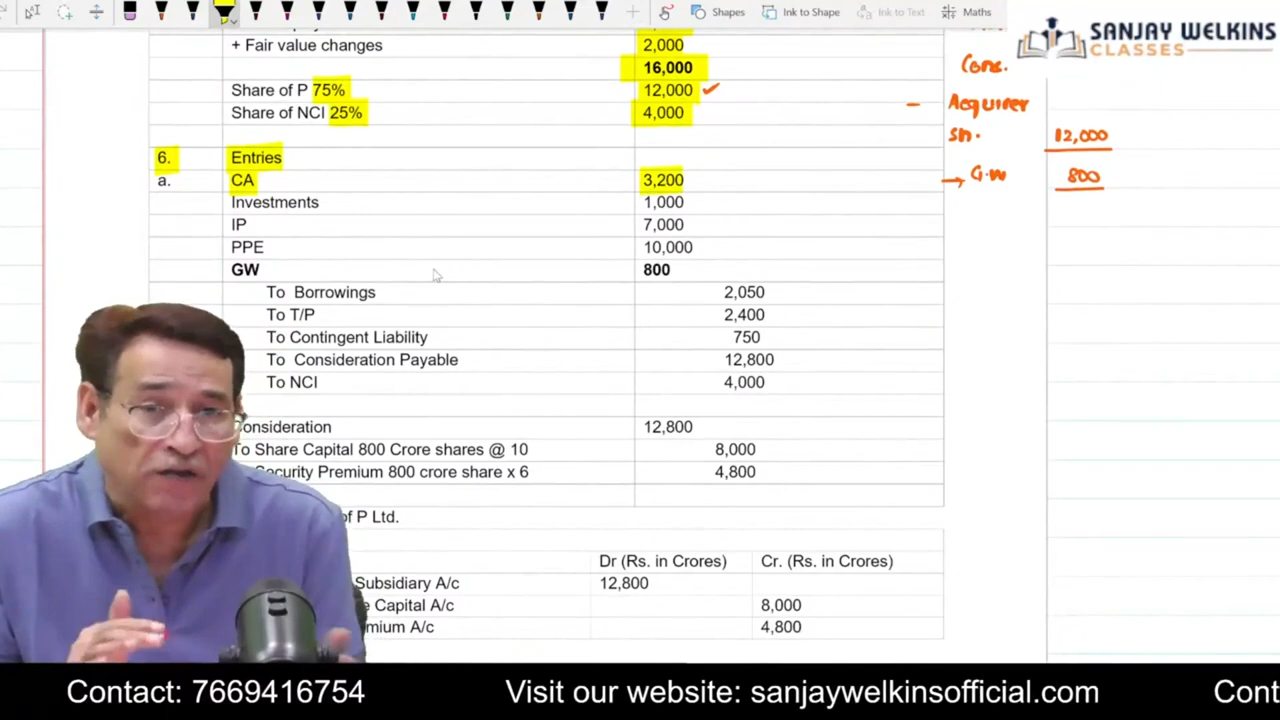 Shapes Ink to Shape Ink to Text Maths
SANJAY WELKINS
CLASSES
+ Fair value changes 2,000
16,000
Share of P 75% 12,000
Share of NCI 25% 4,000
Cons.
- Acquirer
sh. 12,000
→ G.W 800
6. Entries
a. CA 3,200
Investments 1,000
IP 7,000
PPE 10,000
GW 800
To Borrowings 2,050
To T/P 2,400
To Contingent Liability 750
To Consideration Payable 12,800
To NCI 4,000
Consideration 12,800
To Share Capital 800 Crore shares @ 10 8,000
Security Premium 800 crore share x 6 4,800
of P Ltd.
Dr (Rs. in Crores) Cr. (Rs. in Crores)
Subsidiary A/c 12,800
Capital A/c 8,000
A/c 4,800
Contact: 7669416754 Visit our website: sanjaywelkinsofficial.com Cont